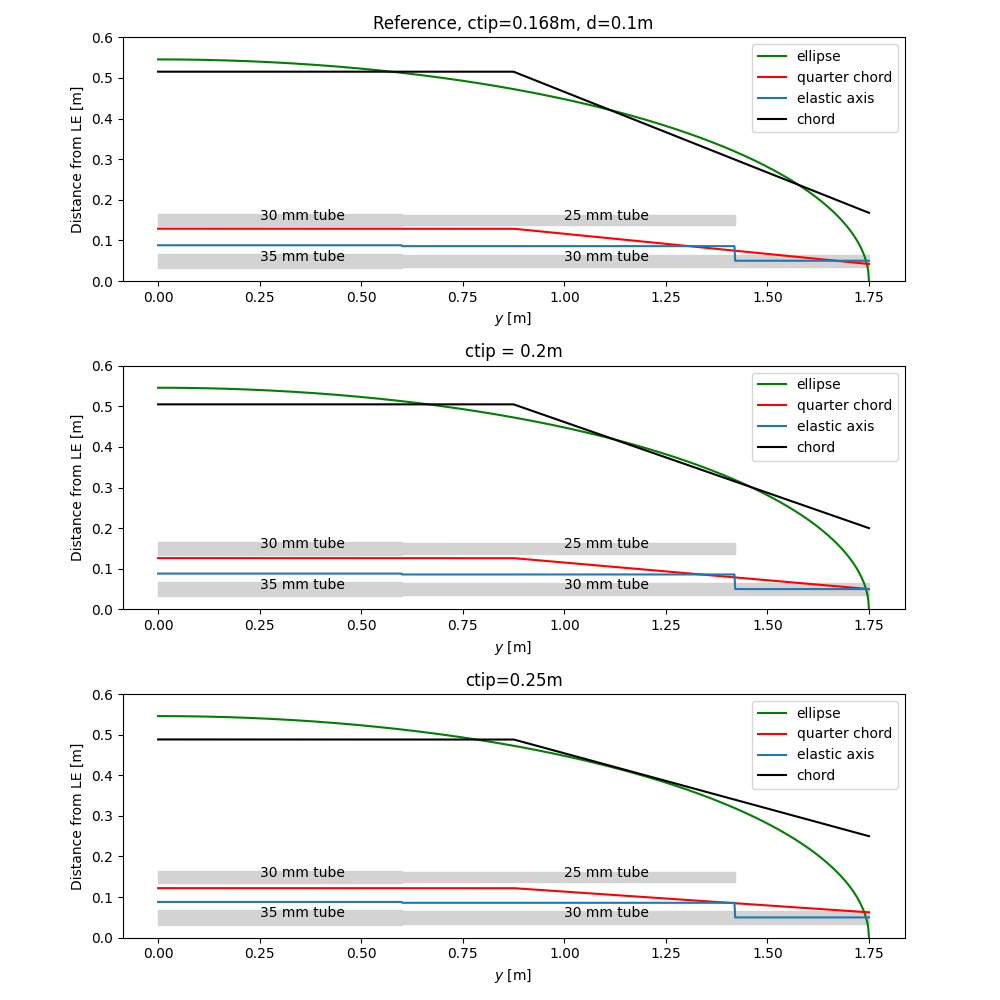 Reference, ctip=0.168m, d=0.1m
0.6
0.5
0.4
0.3
0.2
0.1
0.0
Distance from LE [m]
ellipse
quarter chord
elastic axis
chord
30 mm tube
25 mm tube
35 mm tube
30 mm tube
0.00
0.25
0.50
0.75
1.00
1.25
1.50
1.75
y [m]
ctip = 0.2m
0.6
0.5
0.4
0.3
0.2
0.1
0.0
Distance from LE [m]
ellipse
quarter chord
elastic axis
chord
30 mm tube
25 mm tube
35 mm tube
30 mm tube
0.00
0.25
0.50
0.75
1.00
1.25
1.50
1.75
y [m]
ctip=0.25m
0.6
0.5
0.4
0.3
0.2
0.1
0.0
Distance from LE [m]
ellipse
quarter chord
elastic axis
chord
30 mm tube
25 mm tube
35 mm tube
30 mm tube
0.00
0.25
0.50
0.75
1.00
1.25
1.50
1.75
y [m]